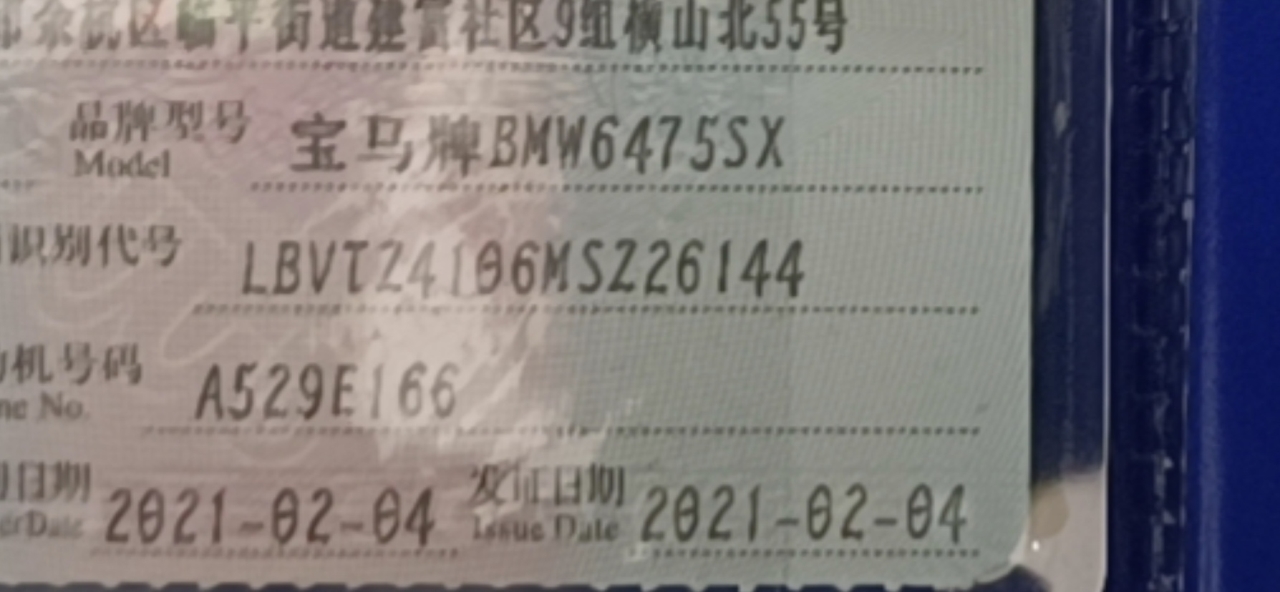 余杭区临平街道建富社区9组横山北55号
品牌型号 宝马牌BMW6475SX
Model
识别代号 LBVTZ4106MSZ26144
机号码 A529E166
ne No.
日期 2021-02-04 发证日期 2021-02-04
erDate Issue Date